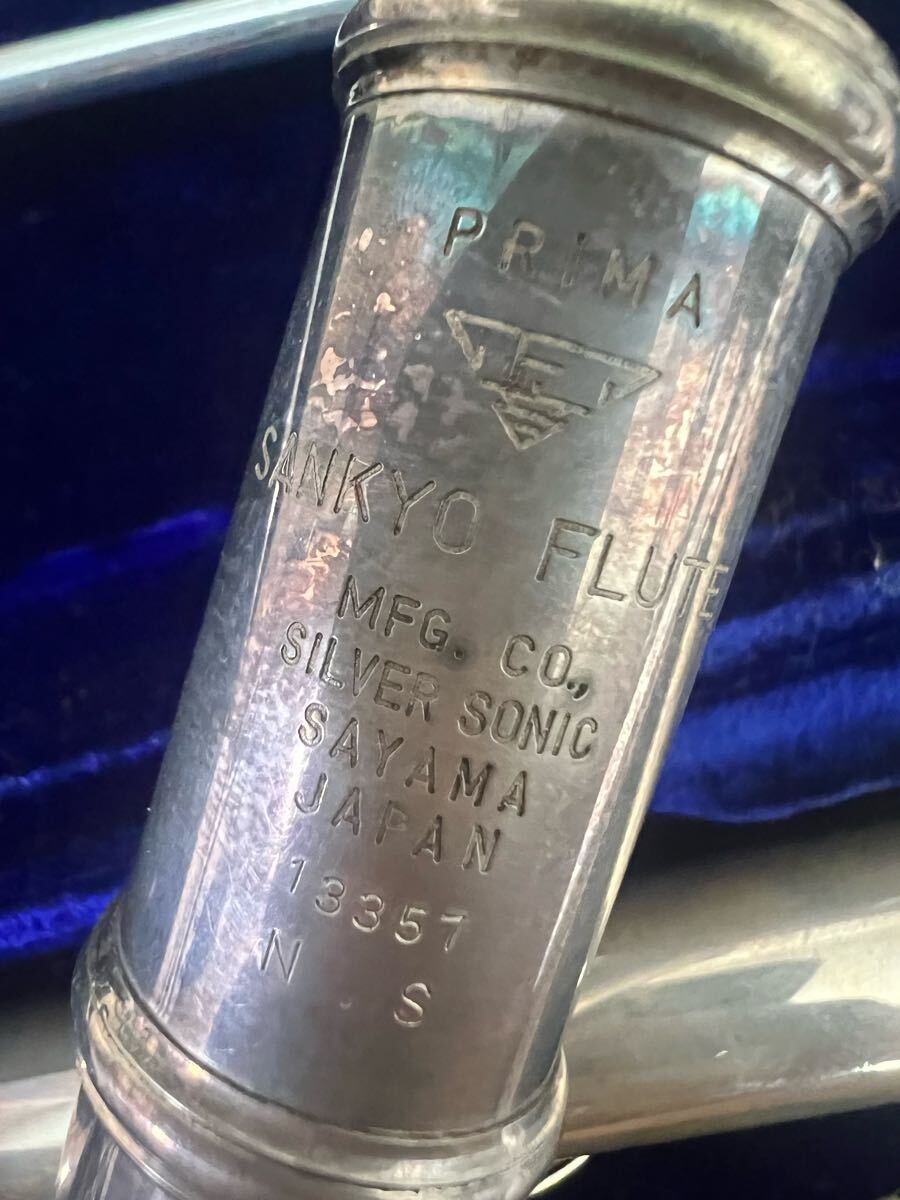 PRIMA
SANKYO FLUTE
MFG. CO.,
SILVER SONIC
SAYAMA
JAPAN
13357
N S